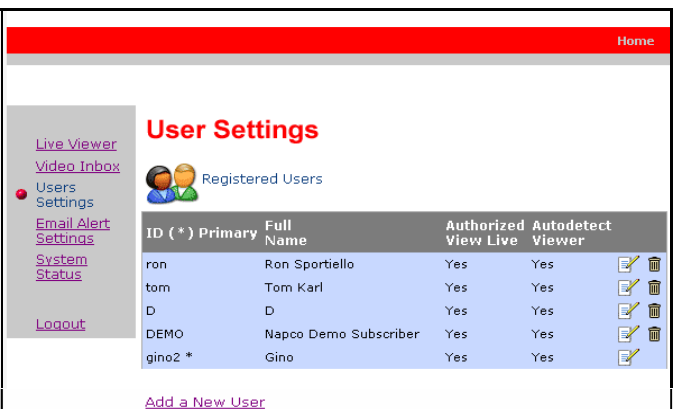 Home
Live Viewer
Video Inbox
Users
Settings
Email Alert
Settings
System
Status
Logout
User Settings
Registered Users
ID (*) Primary Full Name Authorized View Live Autodetect Viewer
ron Ron Sportiello Yes Yes
tom Tom Karl Yes Yes
D D Yes Yes
DEMO Napco Demo Subscriber Yes Yes
gino2 * Gino Yes Yes
Add a New User